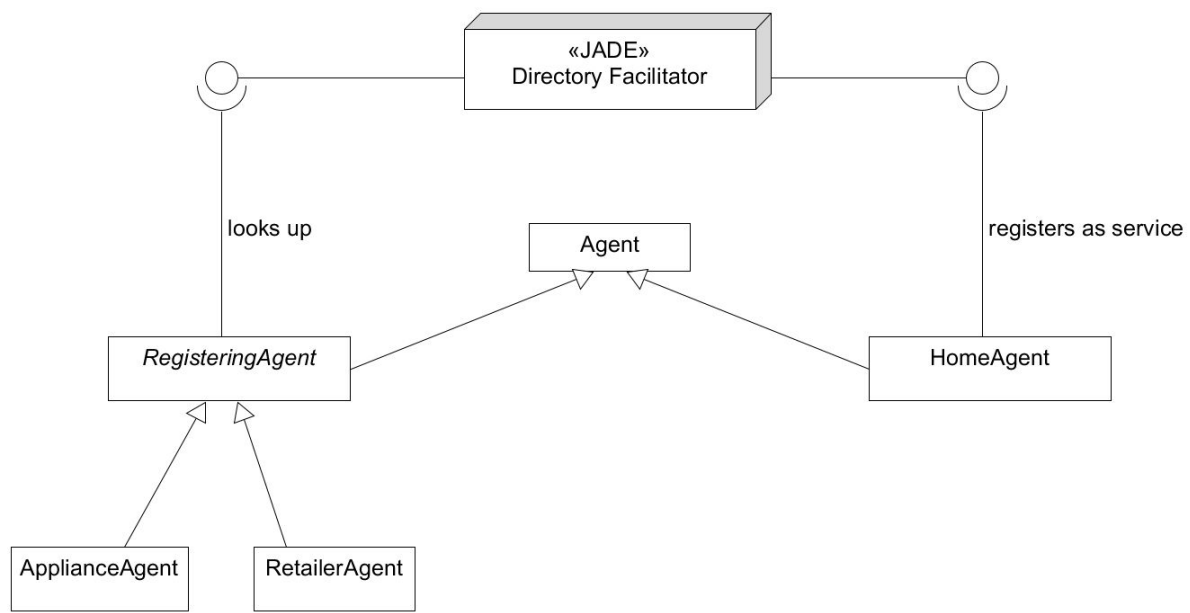 «JADE»
Directory Facilitator
looks up
registers as service
Agent
RegisteringAgent
HomeAgent
ApplianceAgent
RetailerAgent